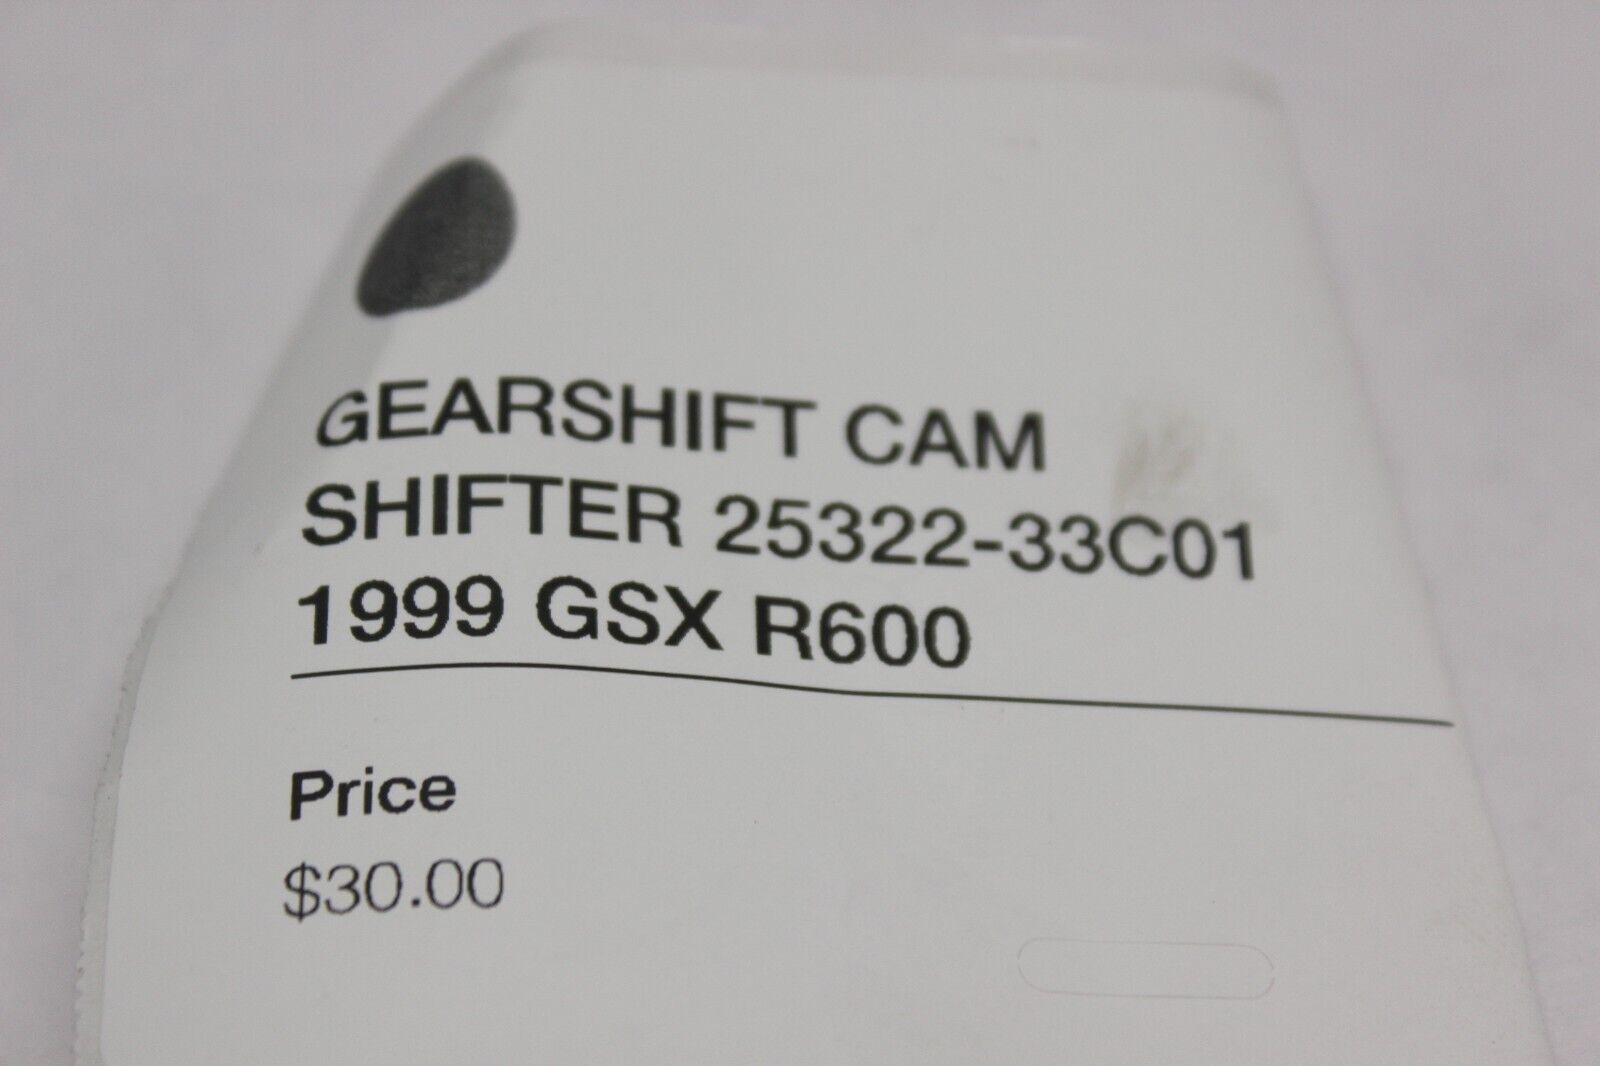 GEARSHIFT CAM
SHIFTER 25322-33C01
1999 GSX R600
Price
$30.00